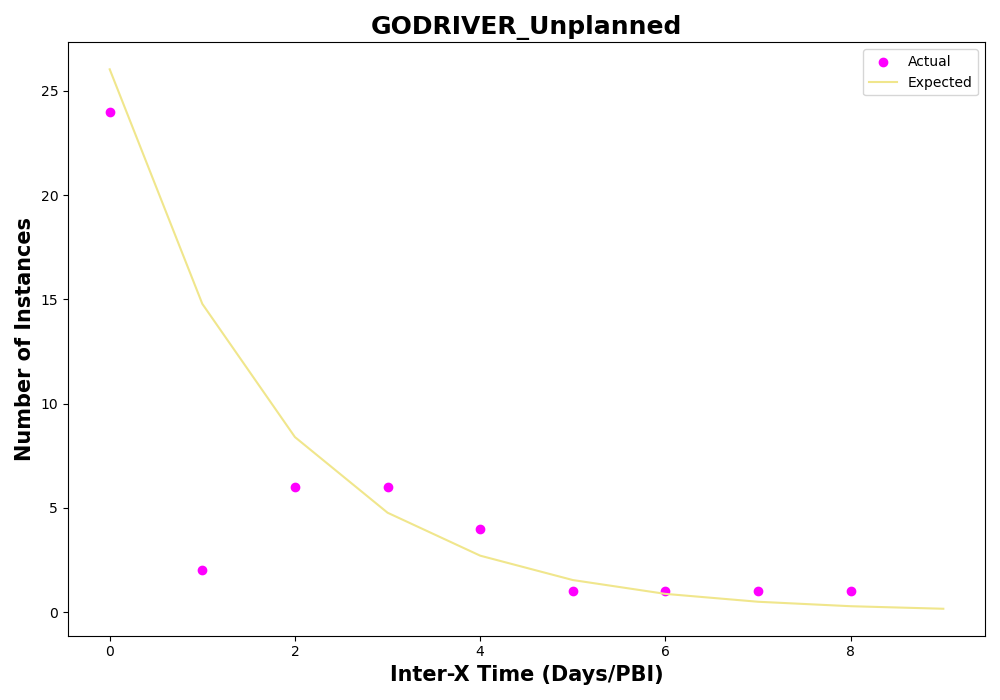 GODRIVER_Unplanned
Actual
Expected
25
20
15
10
5
0
Number of Instances
0 2 4 6 8
Inter-X Time (Days/PBI)